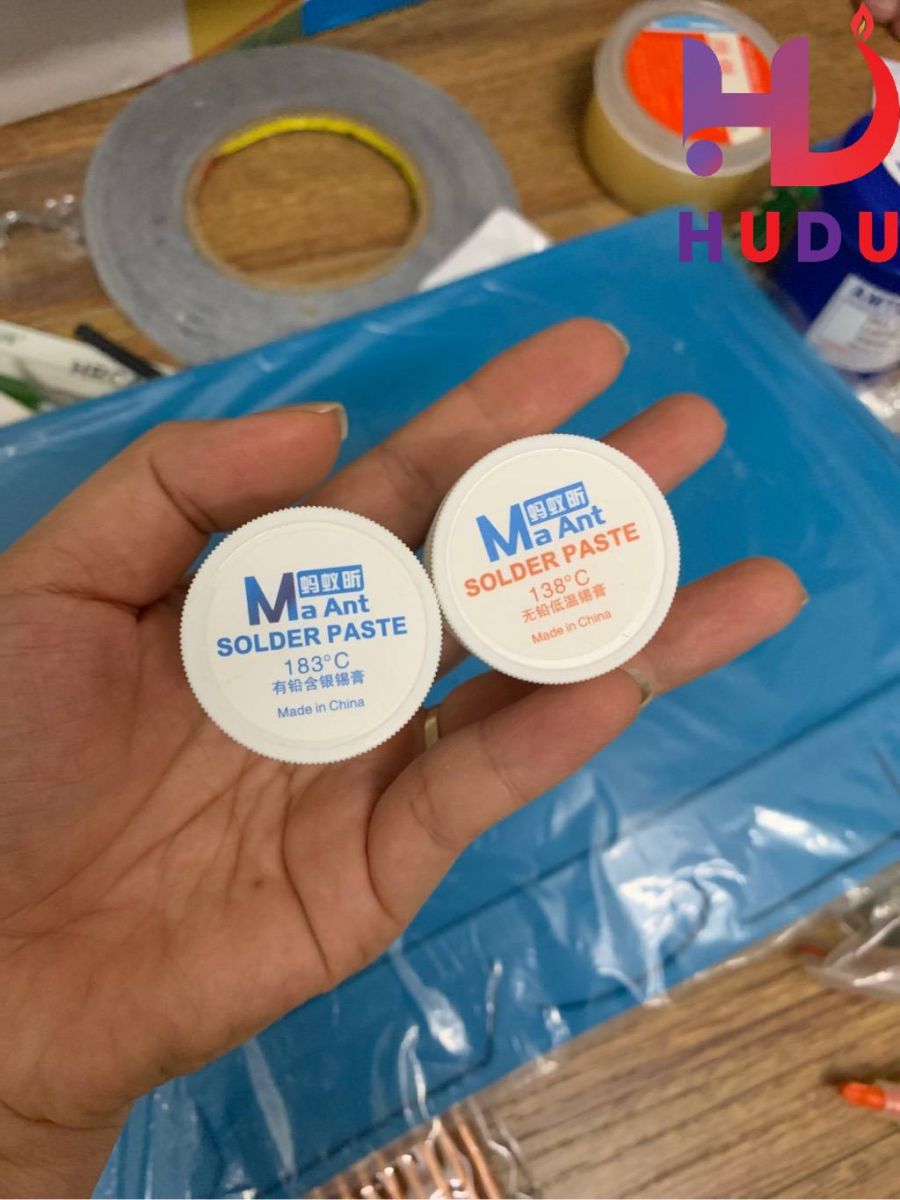 HUDU
Ma Ant
蚂蚁昕
SOLDER PASTE
183°C
有铅含银锡膏
Made in China
Ma Ant
蚂蚁昕
SOLDER PASTE
138°C
无铅低温锡膏
Made in China